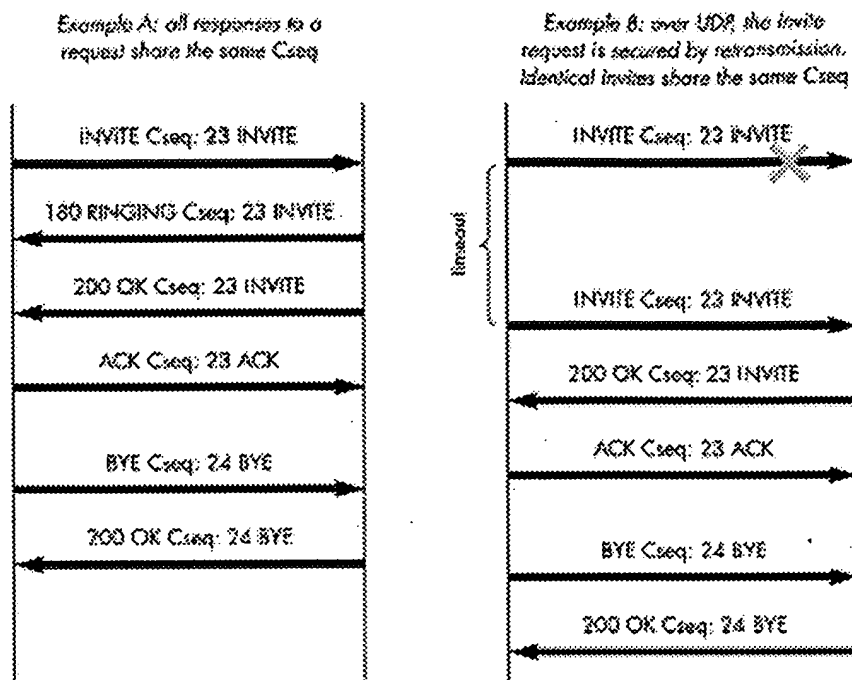 Example A: all responses to a
request share the same Cseq
INVITE Cseq: 23 INVITE
180 RINGING Cseq: 23 INVITE
200 OK Cseq: 23 INVITE
ACK Cseq: 23 ACK
BYE Cseq: 24 BYE
200 OK Cseq: 24 BYE
Example B: over UDP, the Invite
request is secured by retransmission.
Identical Invites share the same Cseq
INVITE Cseq: 23 INVITE
timeout
INVITE Cseq: 23 INVITE
200 OK Cseq: 23 INVITE
ACK Cseq: 23 ACK
BYE Cseq: 24 BYE
200 OK Cseq: 24 BYE